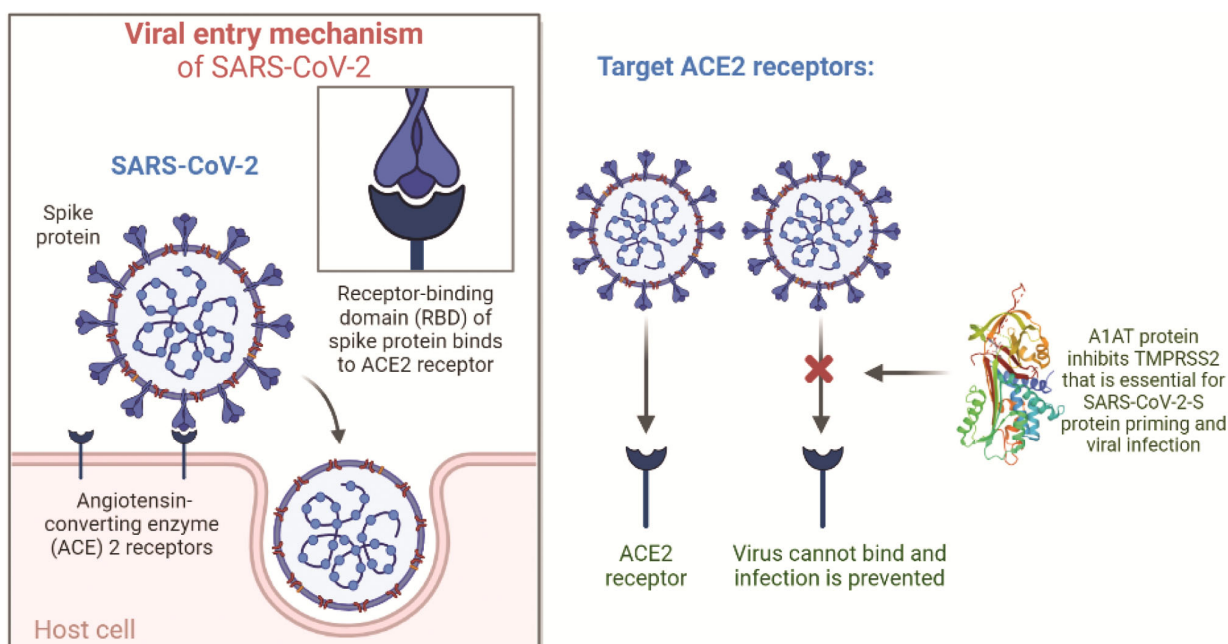 Viral entry mechanism
of SARS-CoV-2
SARS-CoV-2
Spike
protein
Receptor-binding
domain (RBD) of
spike protein binds
to ACE2 receptor
Angiotensin-
converting enzyme
(ACE) 2 receptors
Host cell
Target ACE2 receptors:
A1AT protein
inhibits TMPRSS2
that is essential for
SARS-CoV-2-S
protein priming and
viral infection
ACE2
receptor
Virus cannot bind and
infection is prevented